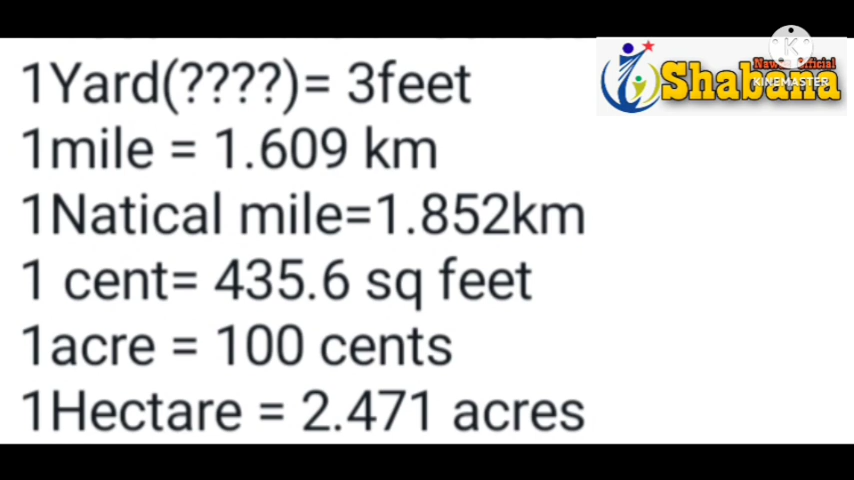 1Yard(????)= 3feet
1mile = 1.609 km
1Natical mile=1.852km
1 cent= 435.6 sq feet
1acre = 100 cents
1Hectare = 2.471 acres
K
Shabana
KINEMASTER